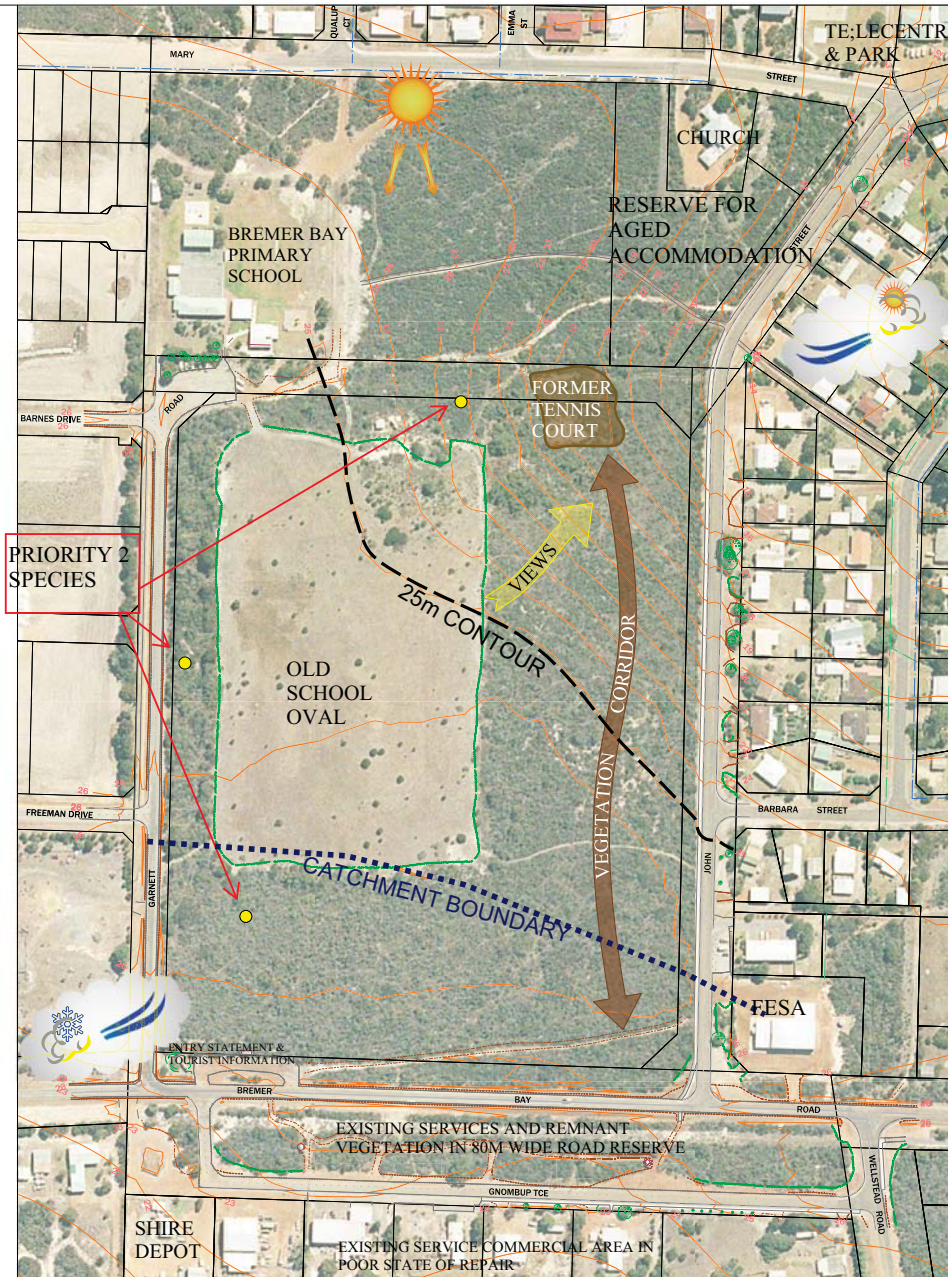 QUALUP
CT
EMMA
ST
TE;LECENTR
& PARK
MARY
STREET
CHURCH
RESERVE FOR
AGED
ACCOMMODATION
STREET
BREMER BAY
PRIMARY
SCHOOL
FORMER
TENNIS
COURT
BARNES DRIVE
ROAD
PRIORITY 2
SPECIES
VIEWS
25m CONTOUR
OLD
SCHOOL
OVAL
VEGETATION CORRIDOR
FREEMAN DRIVE
BARBARA STREET
JOHN
GARNETT
CATCHMENT BOUNDARY
FESA
ENTRY STATEMENT &
TOURIST INFORMATION
BREMER BAY ROAD
EXISTING SERVICES AND REMNANT
VEGETATION IN 80M WIDE ROAD RESERVE
WELLSTEAD
ROAD
GNOMBUP TCE
SHIRE
DEPOT
EXISTING SERVICE COMMERCIAL AREA IN
POOR STATE OF REPAIR